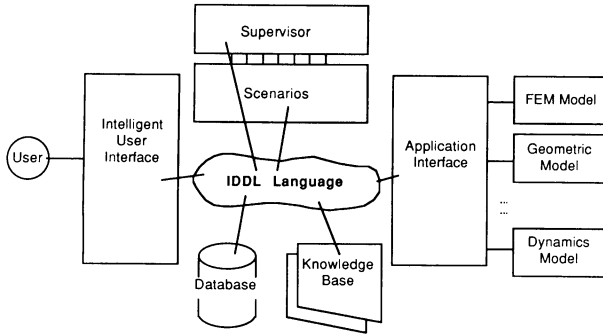 Supervisor
Scenarios
Intelligent
User
Interface
User
IDDL Language
Application
Interface
FEM Model
Geometric
Model
...
...
Dynamics
Model
Database
Knowledge
Base